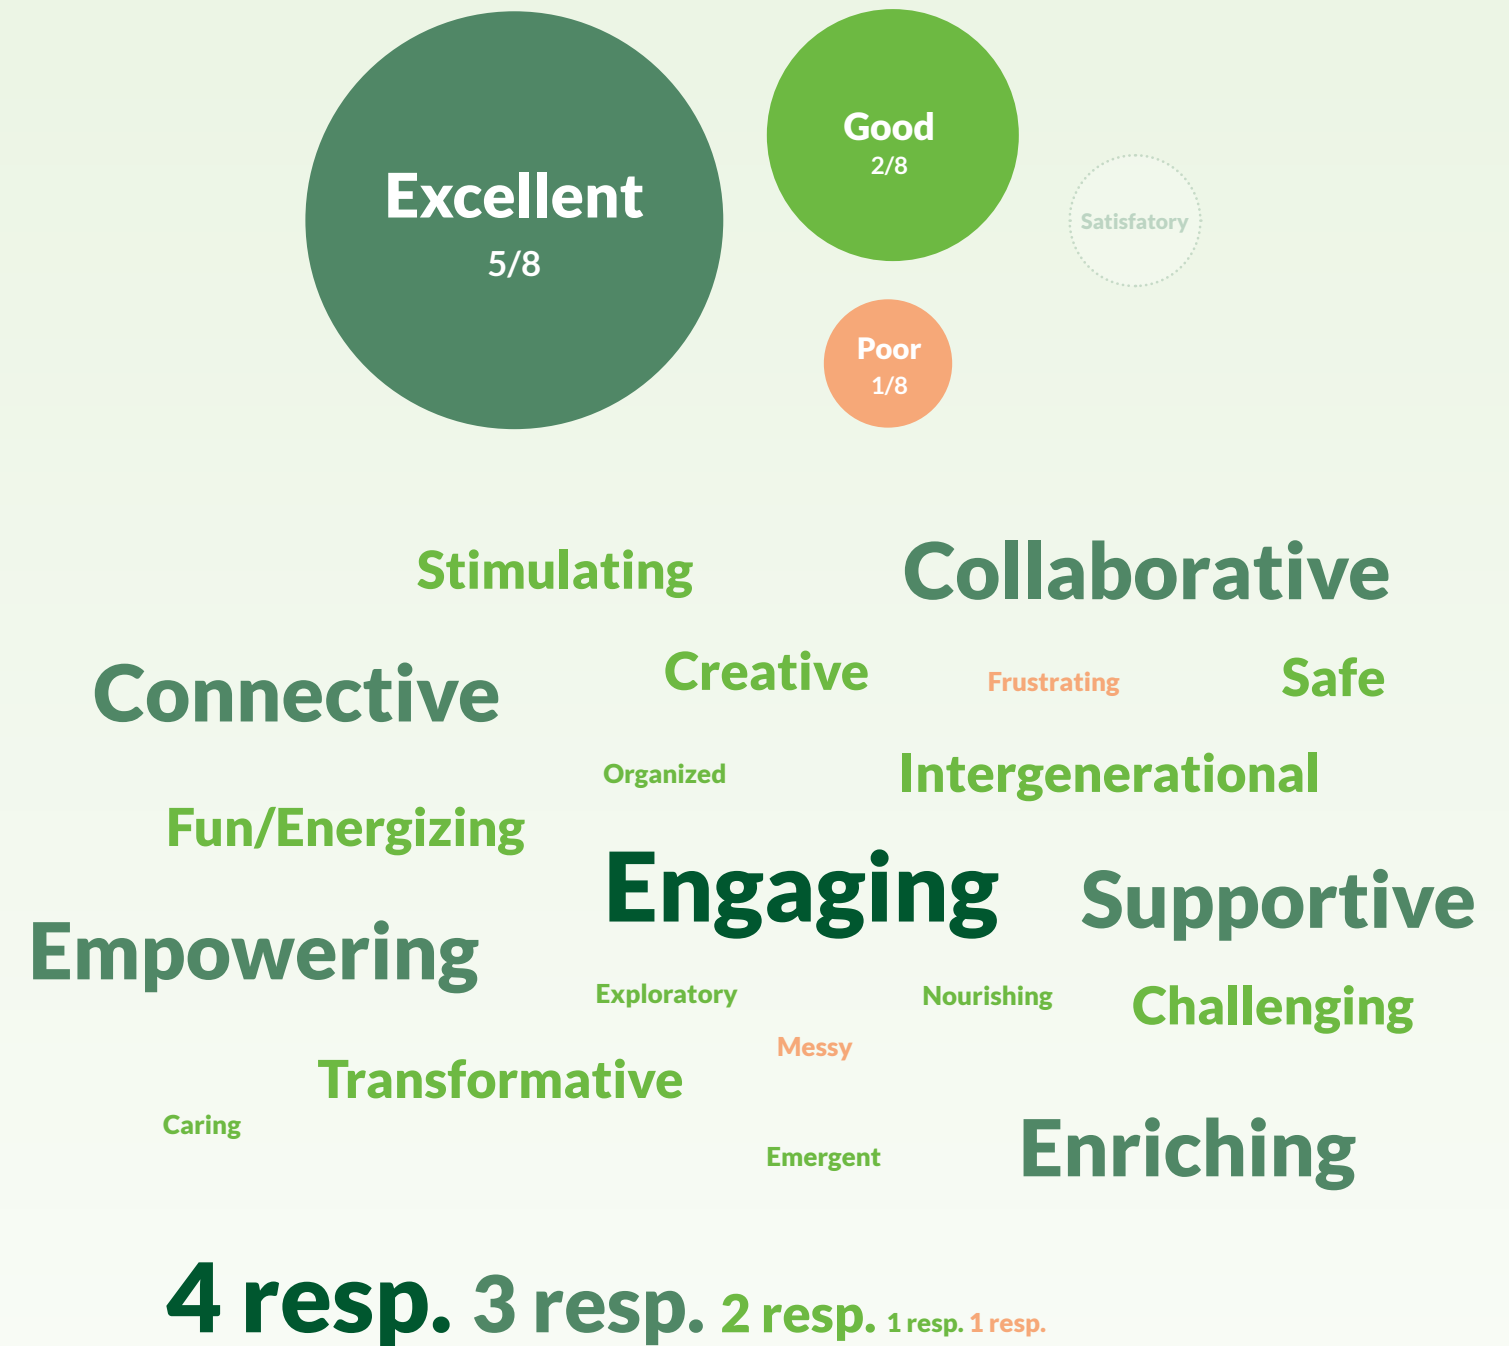 Excellent
5/8
Good
2/8
Satisfatory
Poor
1/8
Stimulating
Collaborative
Connective
Creative
Frustrating
Safe
Organized
Intergenerational
Fun/Energizing
Engaging
Supportive
Empowering
Exploratory
Nourishing
Challenging
Messy
Transformative
Caring
Emergent
Enriching
4 resp. 3 resp. 2 resp. 1 resp. 1 resp.